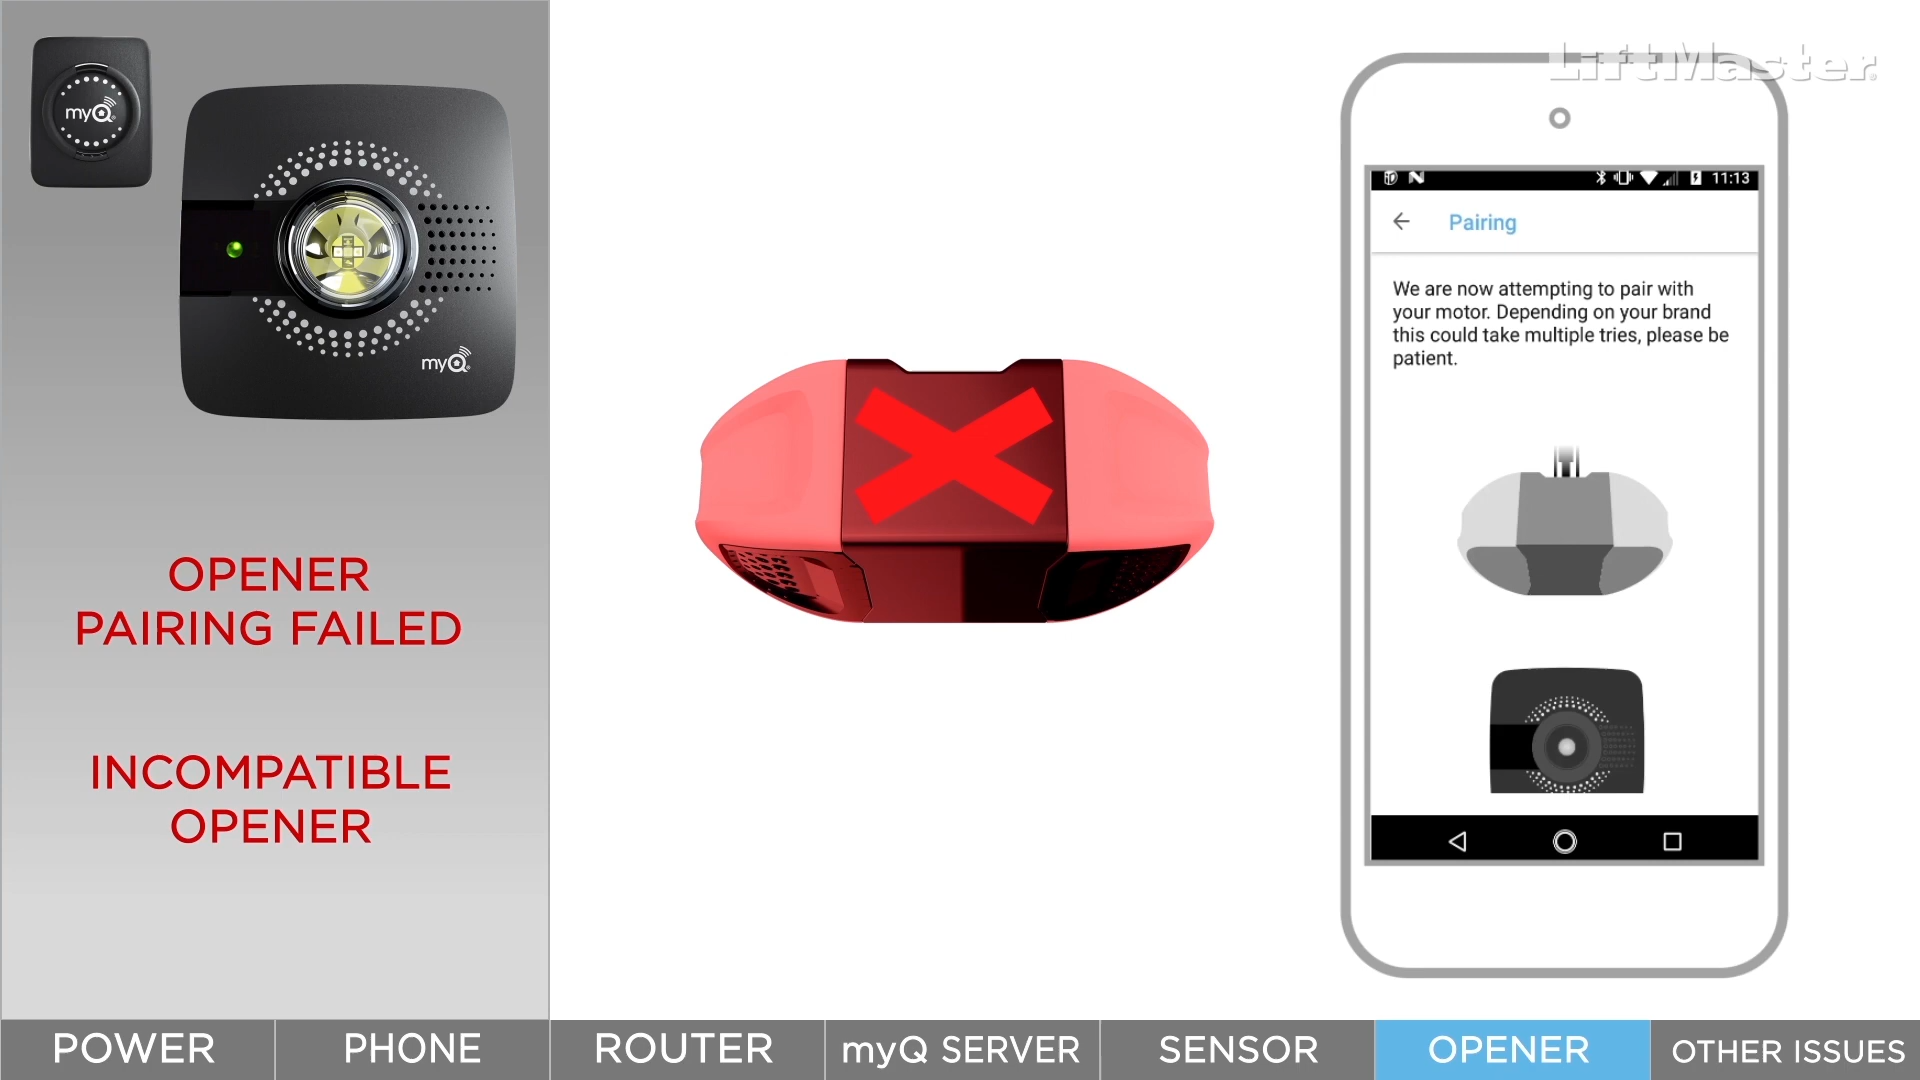 myQ
myQ
OPENER
PAIRING FAILED
INCOMPATIBLE
OPENER
LiftMaster®
11:13
Pairing
We are now attempting to pair with
your motor. Depending on your brand
this could take multiple tries, please be
patient.
POWER
PHONE
ROUTER
myQ SERVER
SENSOR
OPENER
OTHER ISSUES